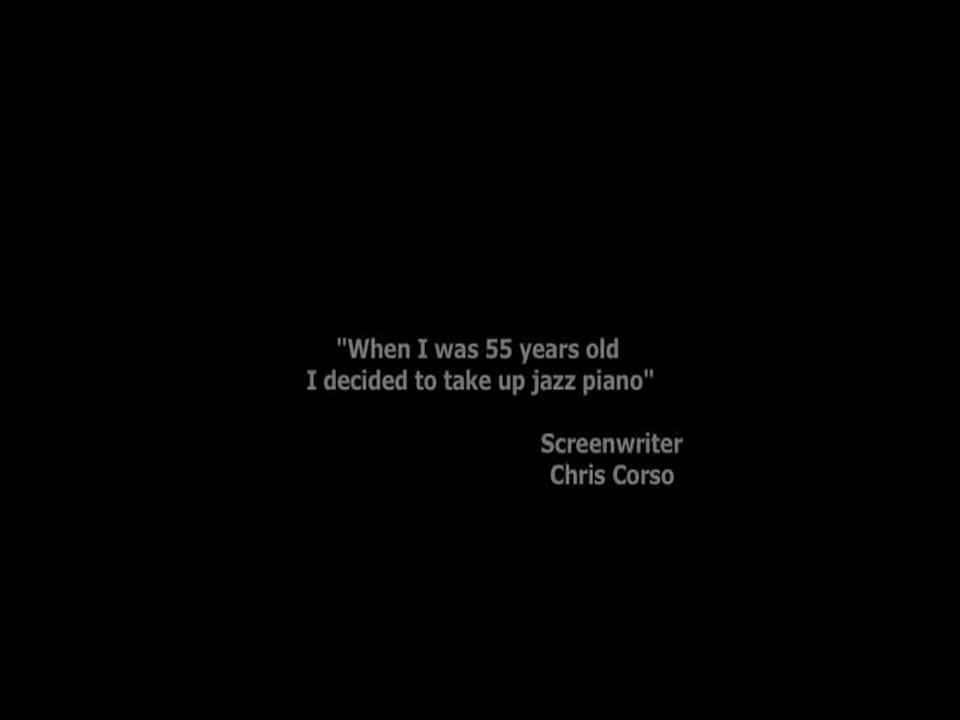 "When I was 55 years old
I decided to take up jazz piano"
Screenwriter
Chris Corso